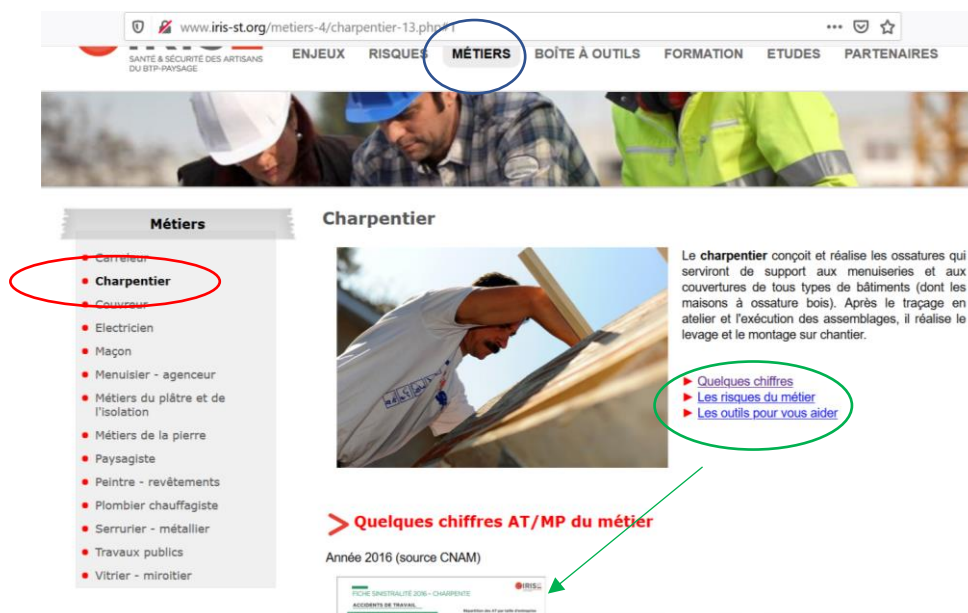 www.iris-st.org/metiers-4/charpentier-13.php#1
SANTÉ & SÉCURITÉ DES ARTISANS
DU BTP-PAYSAGE
ENJEUX RISQUES MÉTIERS BOÎTE À OUTILS FORMATION ETUDES PARTENAIRES
Métiers
Carreleur
Charpentier
Couvreur
Electricien
Maçon
Menuisier - agenceur
Métiers du plâtre et de
l'isolation
Métiers de la pierre
Paysagiste
Peintre - revêtements
Plombier chauffagiste
Serrurier - métallier
Travaux publics
Vitrier - miroitier
Charpentier
Le charpentier conçoit et réalise les ossatures qui
serviront de support aux menuiseries et aux
couvertures de tous types de bâtiments (dont les
maisons à ossature bois). Après le traçage en
atelier et l'exécution des assemblages, il réalise le
levage et le montage sur chantier.
Quelques chiffres
Les risques du métier
Les outils pour vous aider
Quelques chiffres AT/MP du métier
Année 2016 (source CNAM)
IRIS
FICHE SINISTRALITÉ 2016 – CHARPENTE
ACCIDENTS DE TRAVAIL
Répartition des AT par taille d'entreprise